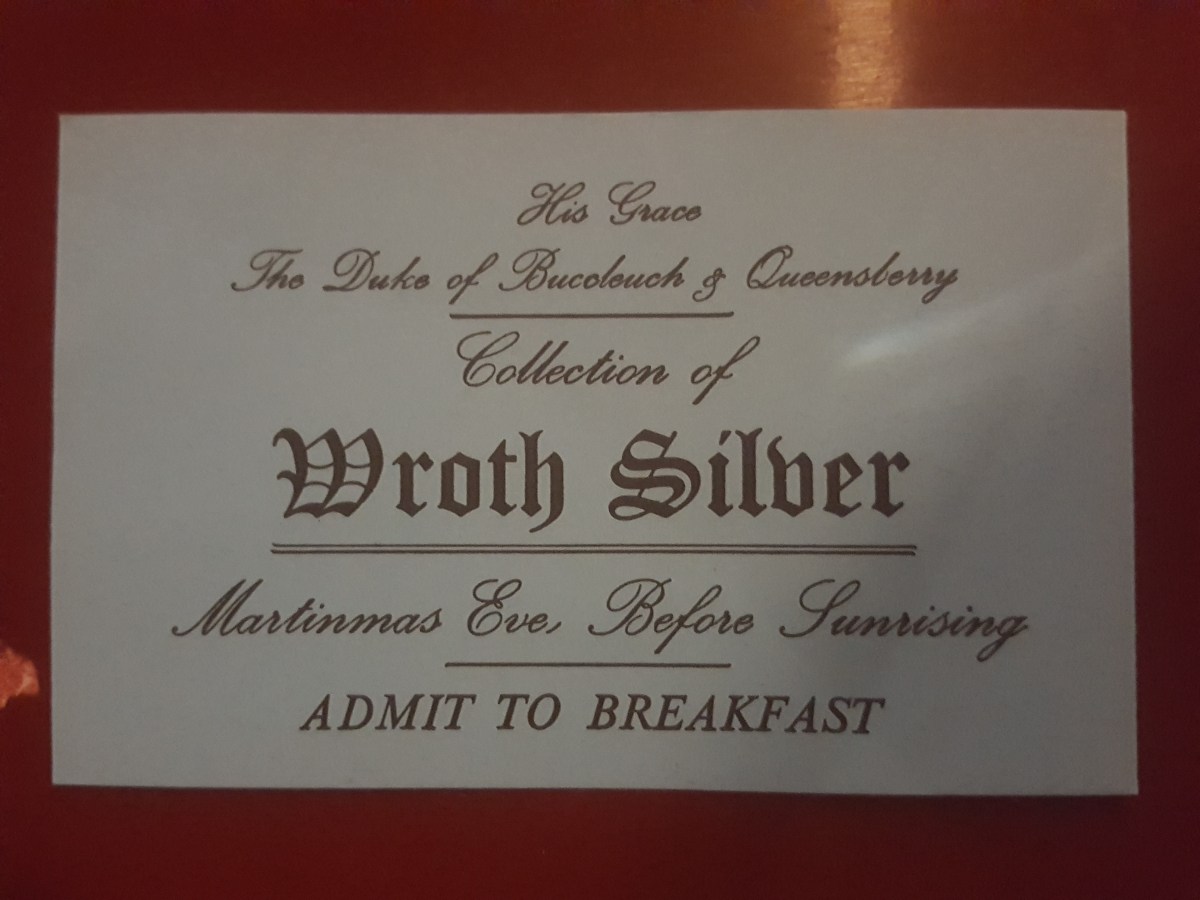 His Grace
The Duke of Buccleuch & Queensberry
Collection of
Wroth Silver
Martinmas Eve, Before Sunrising
ADMIT TO BREAKFAST